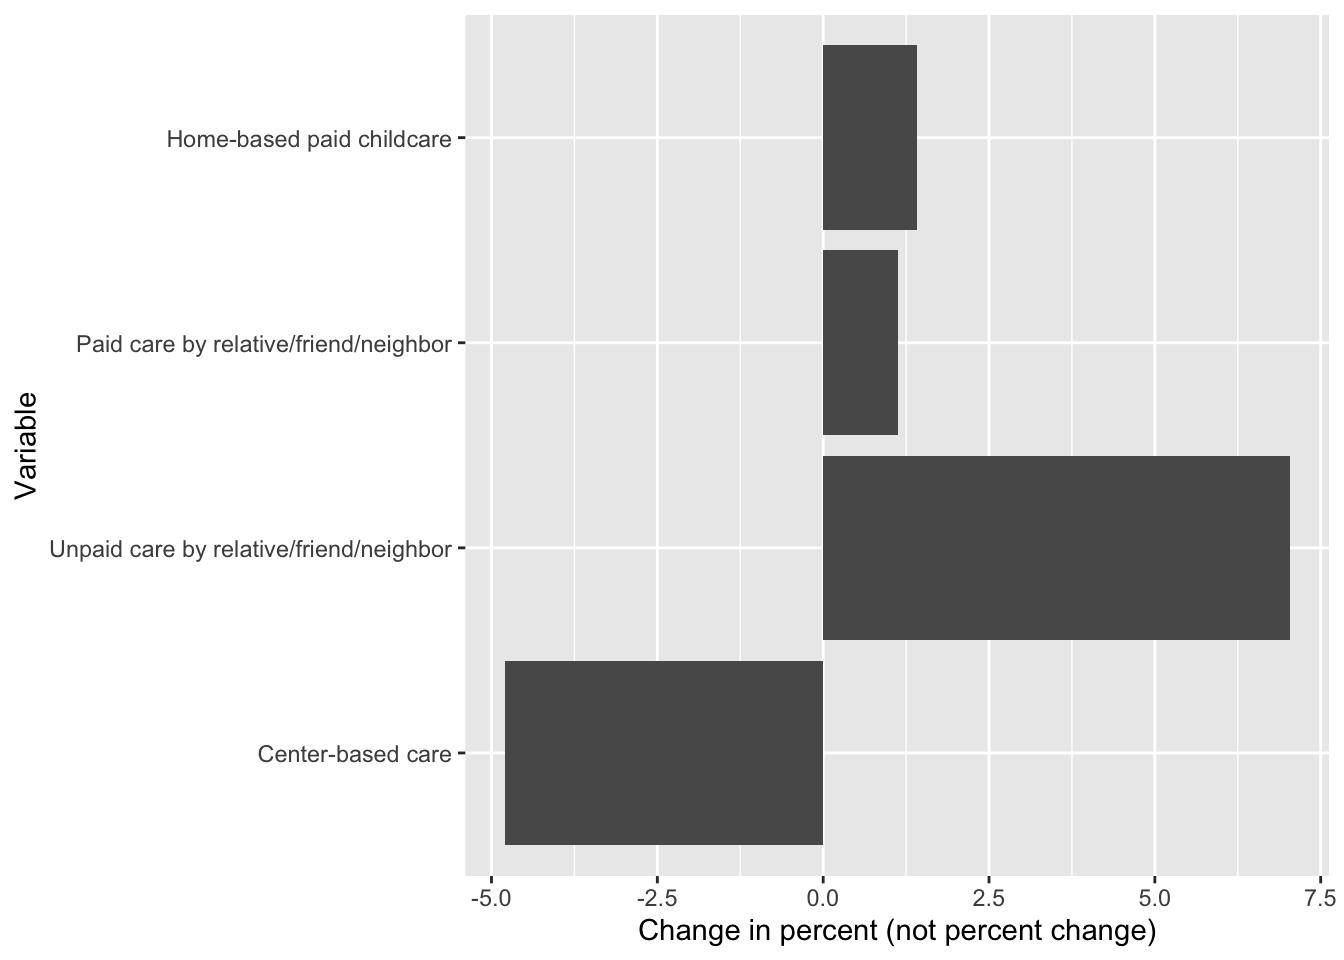 Home-based paid childcare
Paid care by relative/friend/neighbor
Unpaid care by relative/friend/neighbor
Center-based care
Variable
-5.0
-2.5
0.0
2.5
5.0
7.5
Change in percent (not percent change)